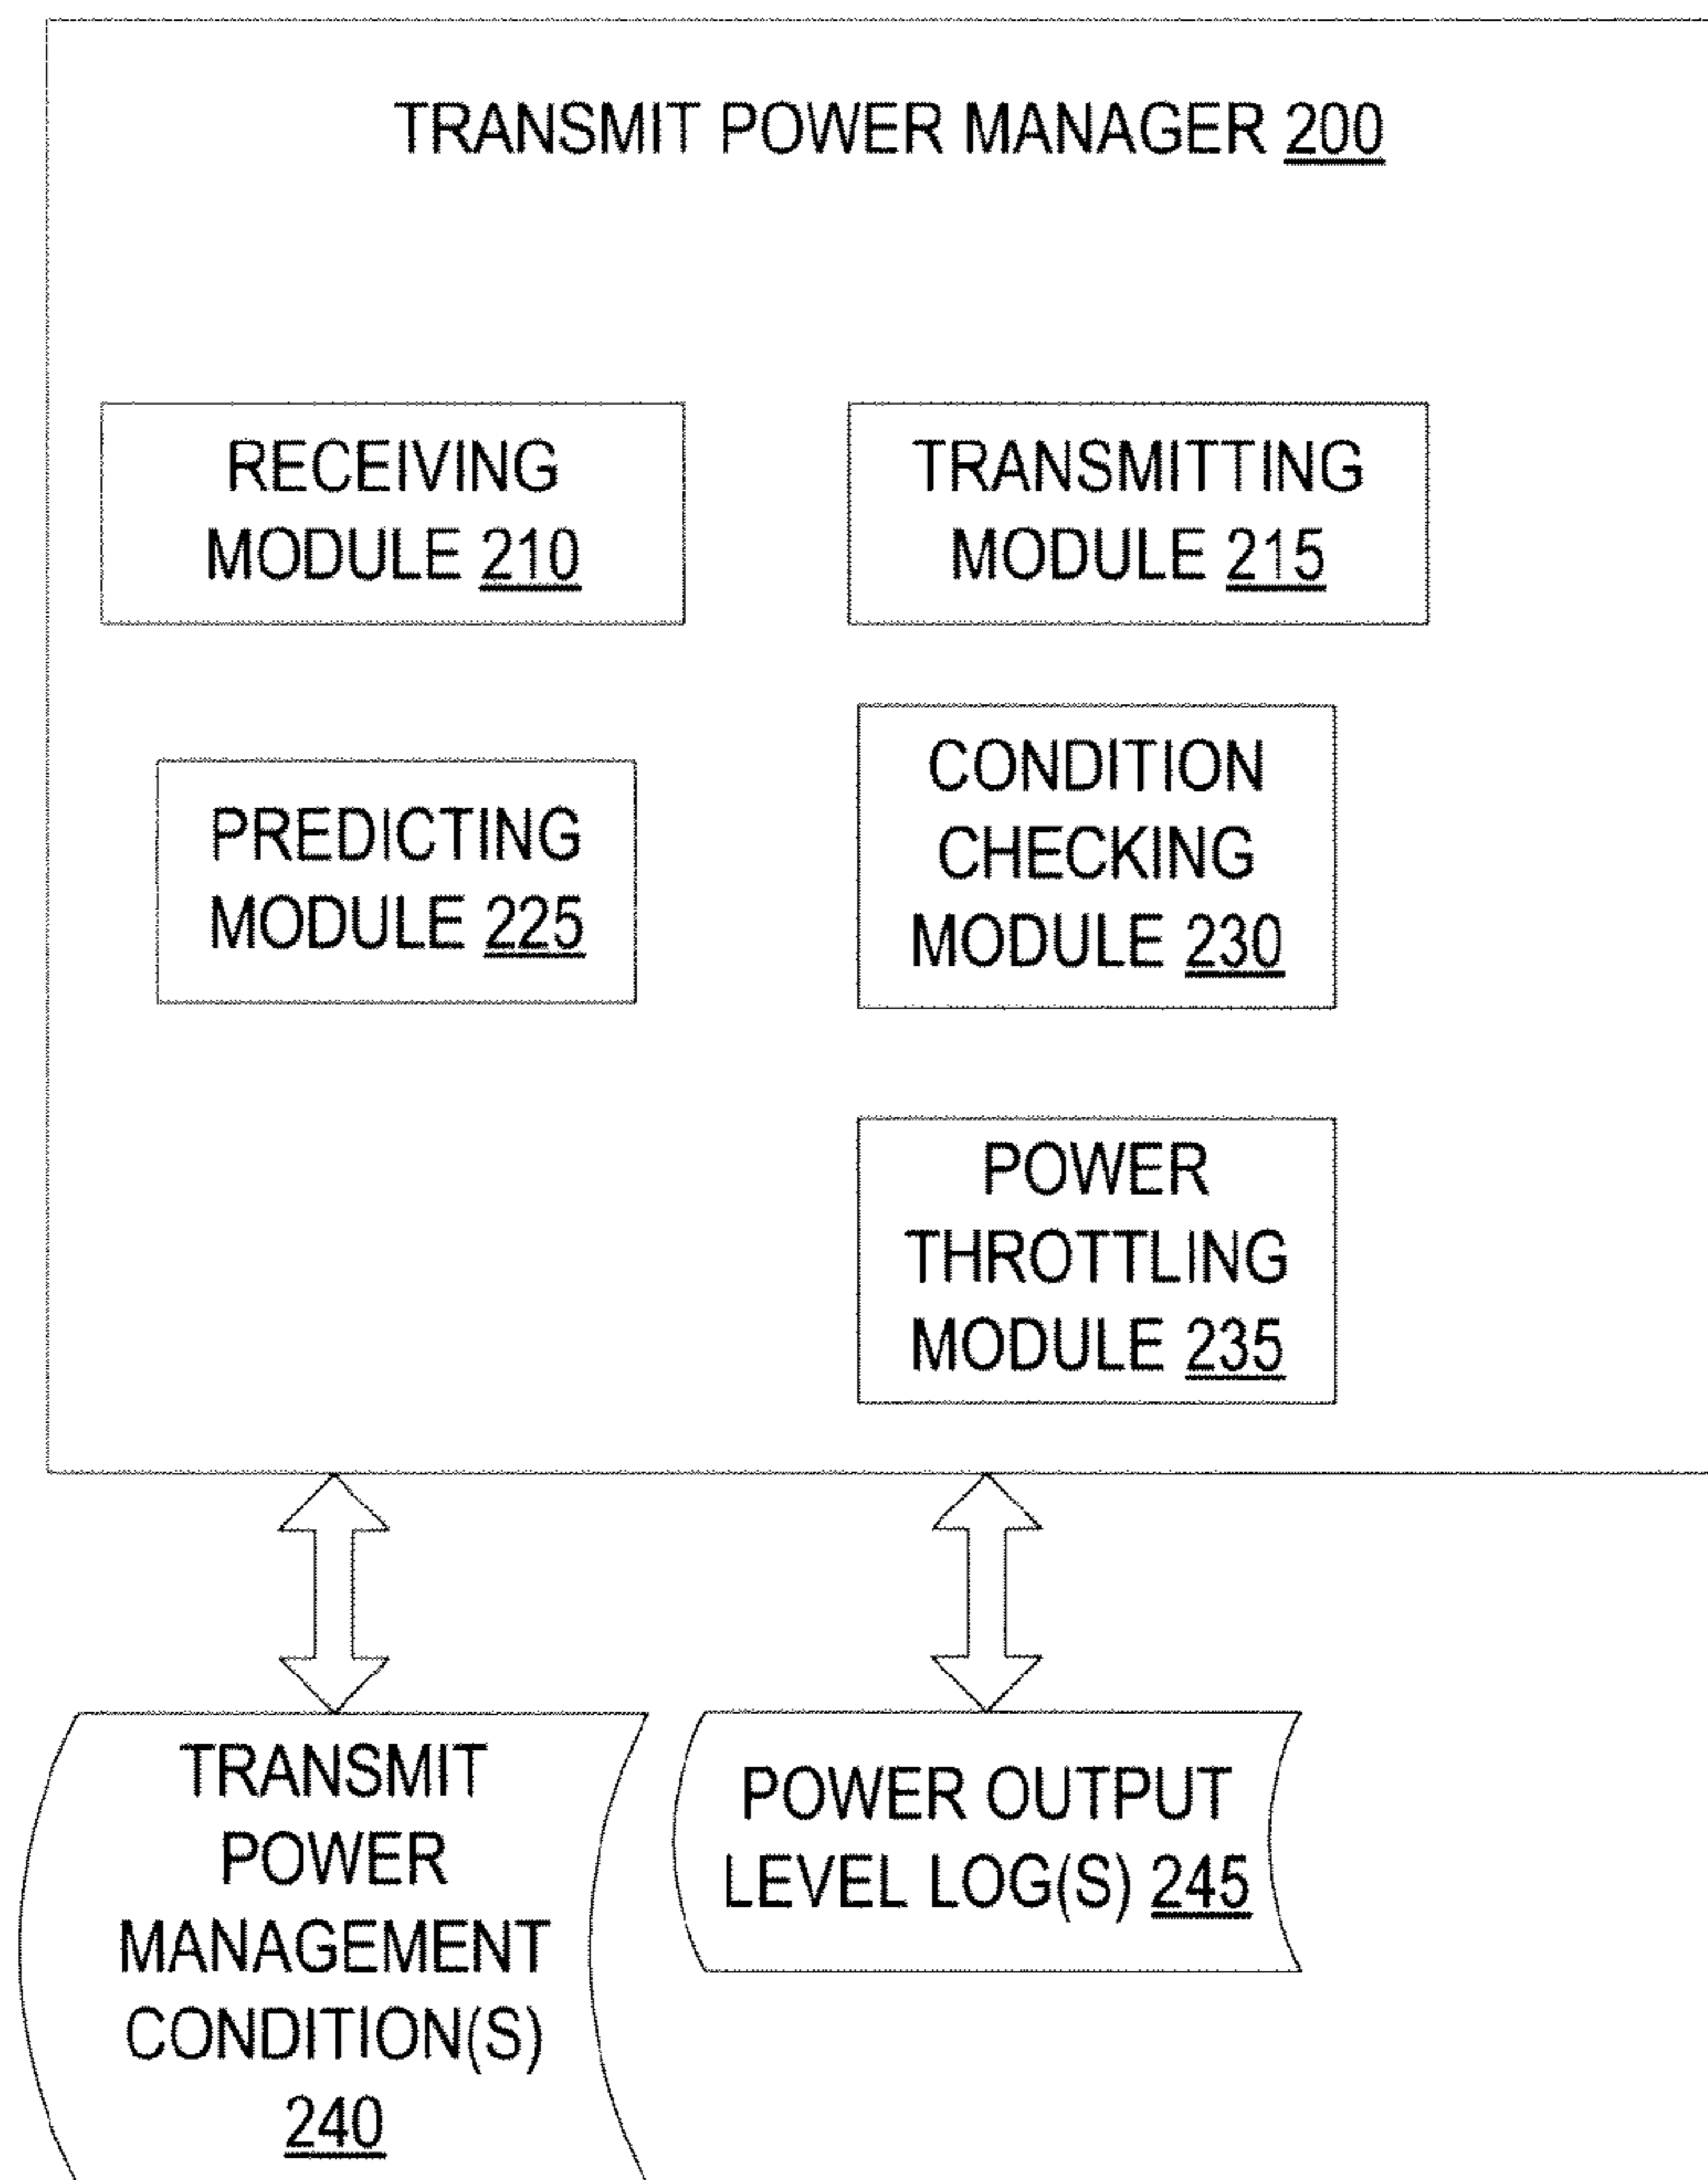 TRANSMIT POWER MANAGER 200
RECEIVING
MODULE 210
TRANSMITTING
MODULE 215
PREDICTING
MODULE 225
CONDITION
CHECKING
MODULE 230
POWER
THROTTLING
MODULE 235
TRANSMIT
POWER
MANAGEMENT
CONDITION(S)
240
POWER OUTPUT
LEVEL LOG(S) 245